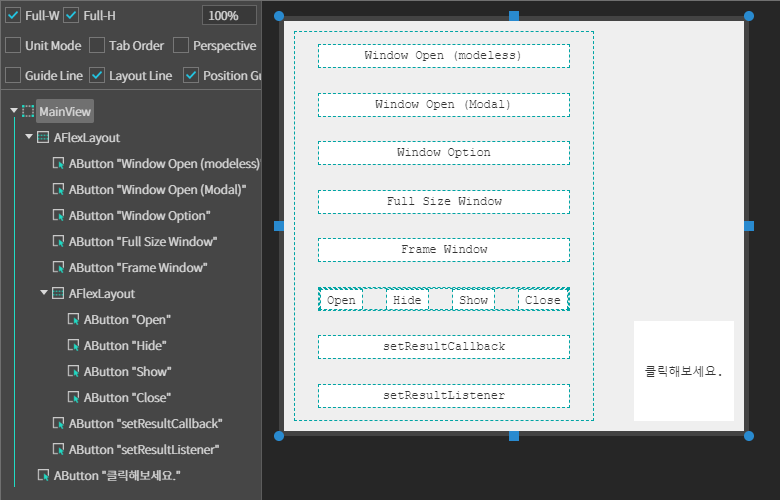 Full-W Full-H 100%
Unit Mode Tab Order Perspective
Guide Line Layout Line Position Gu
MainView
AFlexLayout
AButton "Window Open (modeless)
AButton "Window Open (Modal)"
AButton "Window Option"
AButton "Full Size Window"
AButton "Frame Window"
AFlexLayout
AButton "Open"
AButton "Hide"
AButton "Show"
AButton "Close"
AButton "setResultCallback"
AButton "setResultListener"
AButton "클릭해보세요."
Window Open (modeless)
Window Open (Modal)
Window Option
Full Size Window
Frame Window
Open Hide Show Close
setResultCallback
setResultListener
클릭해보세요.